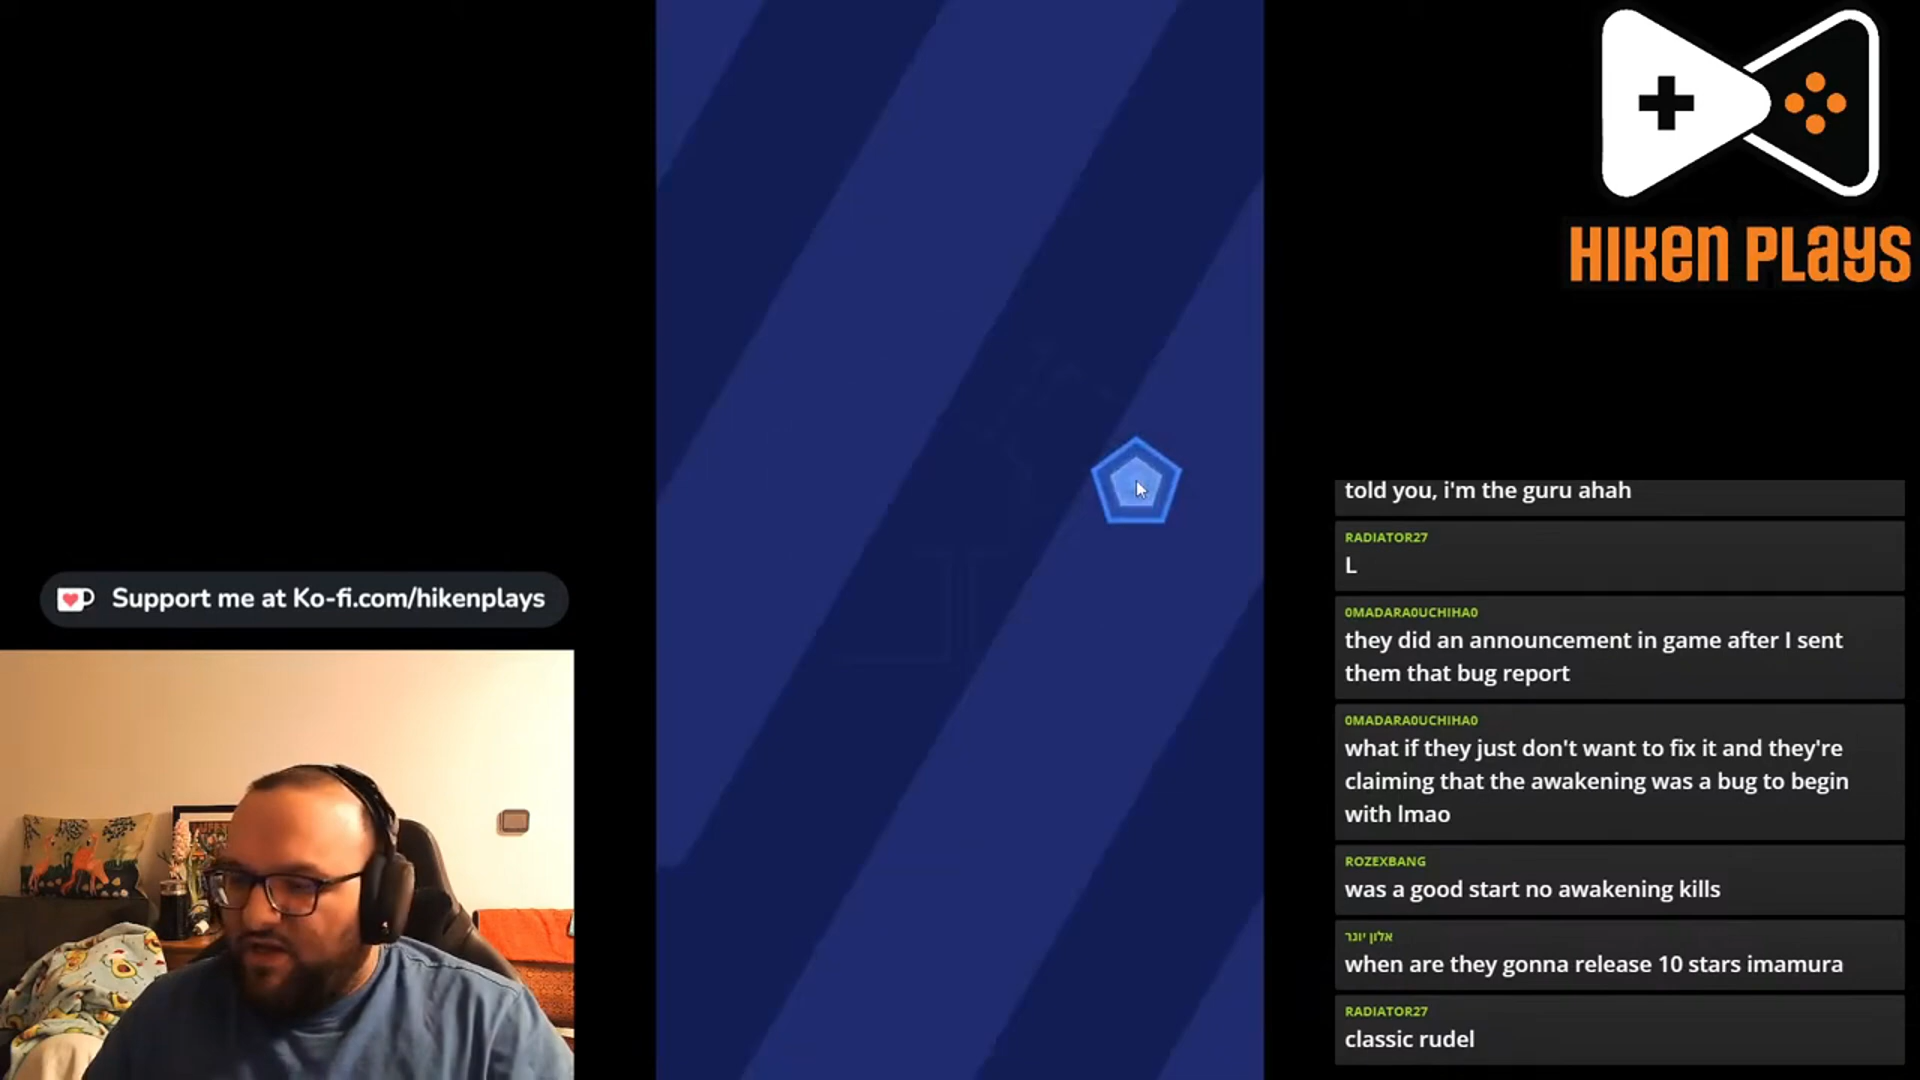 HIKEN PLAYS
told you, i'm the guru ahah
RADIATOR27
L
0MADARA0UCHIHA0
they did an announcement in game after I sent
them that bug report
0MADARA0UCHIHA0
what if they just don't want to fix it and they're
claiming that the awakening was a bug to begin
with lmao
ROZEXBANG
was a good start no awakening kills
אלון יונר
when are they gonna release 10 stars imamura
RADIATOR27
classic rudel
Support me at Ko-fi.com/hikenplays